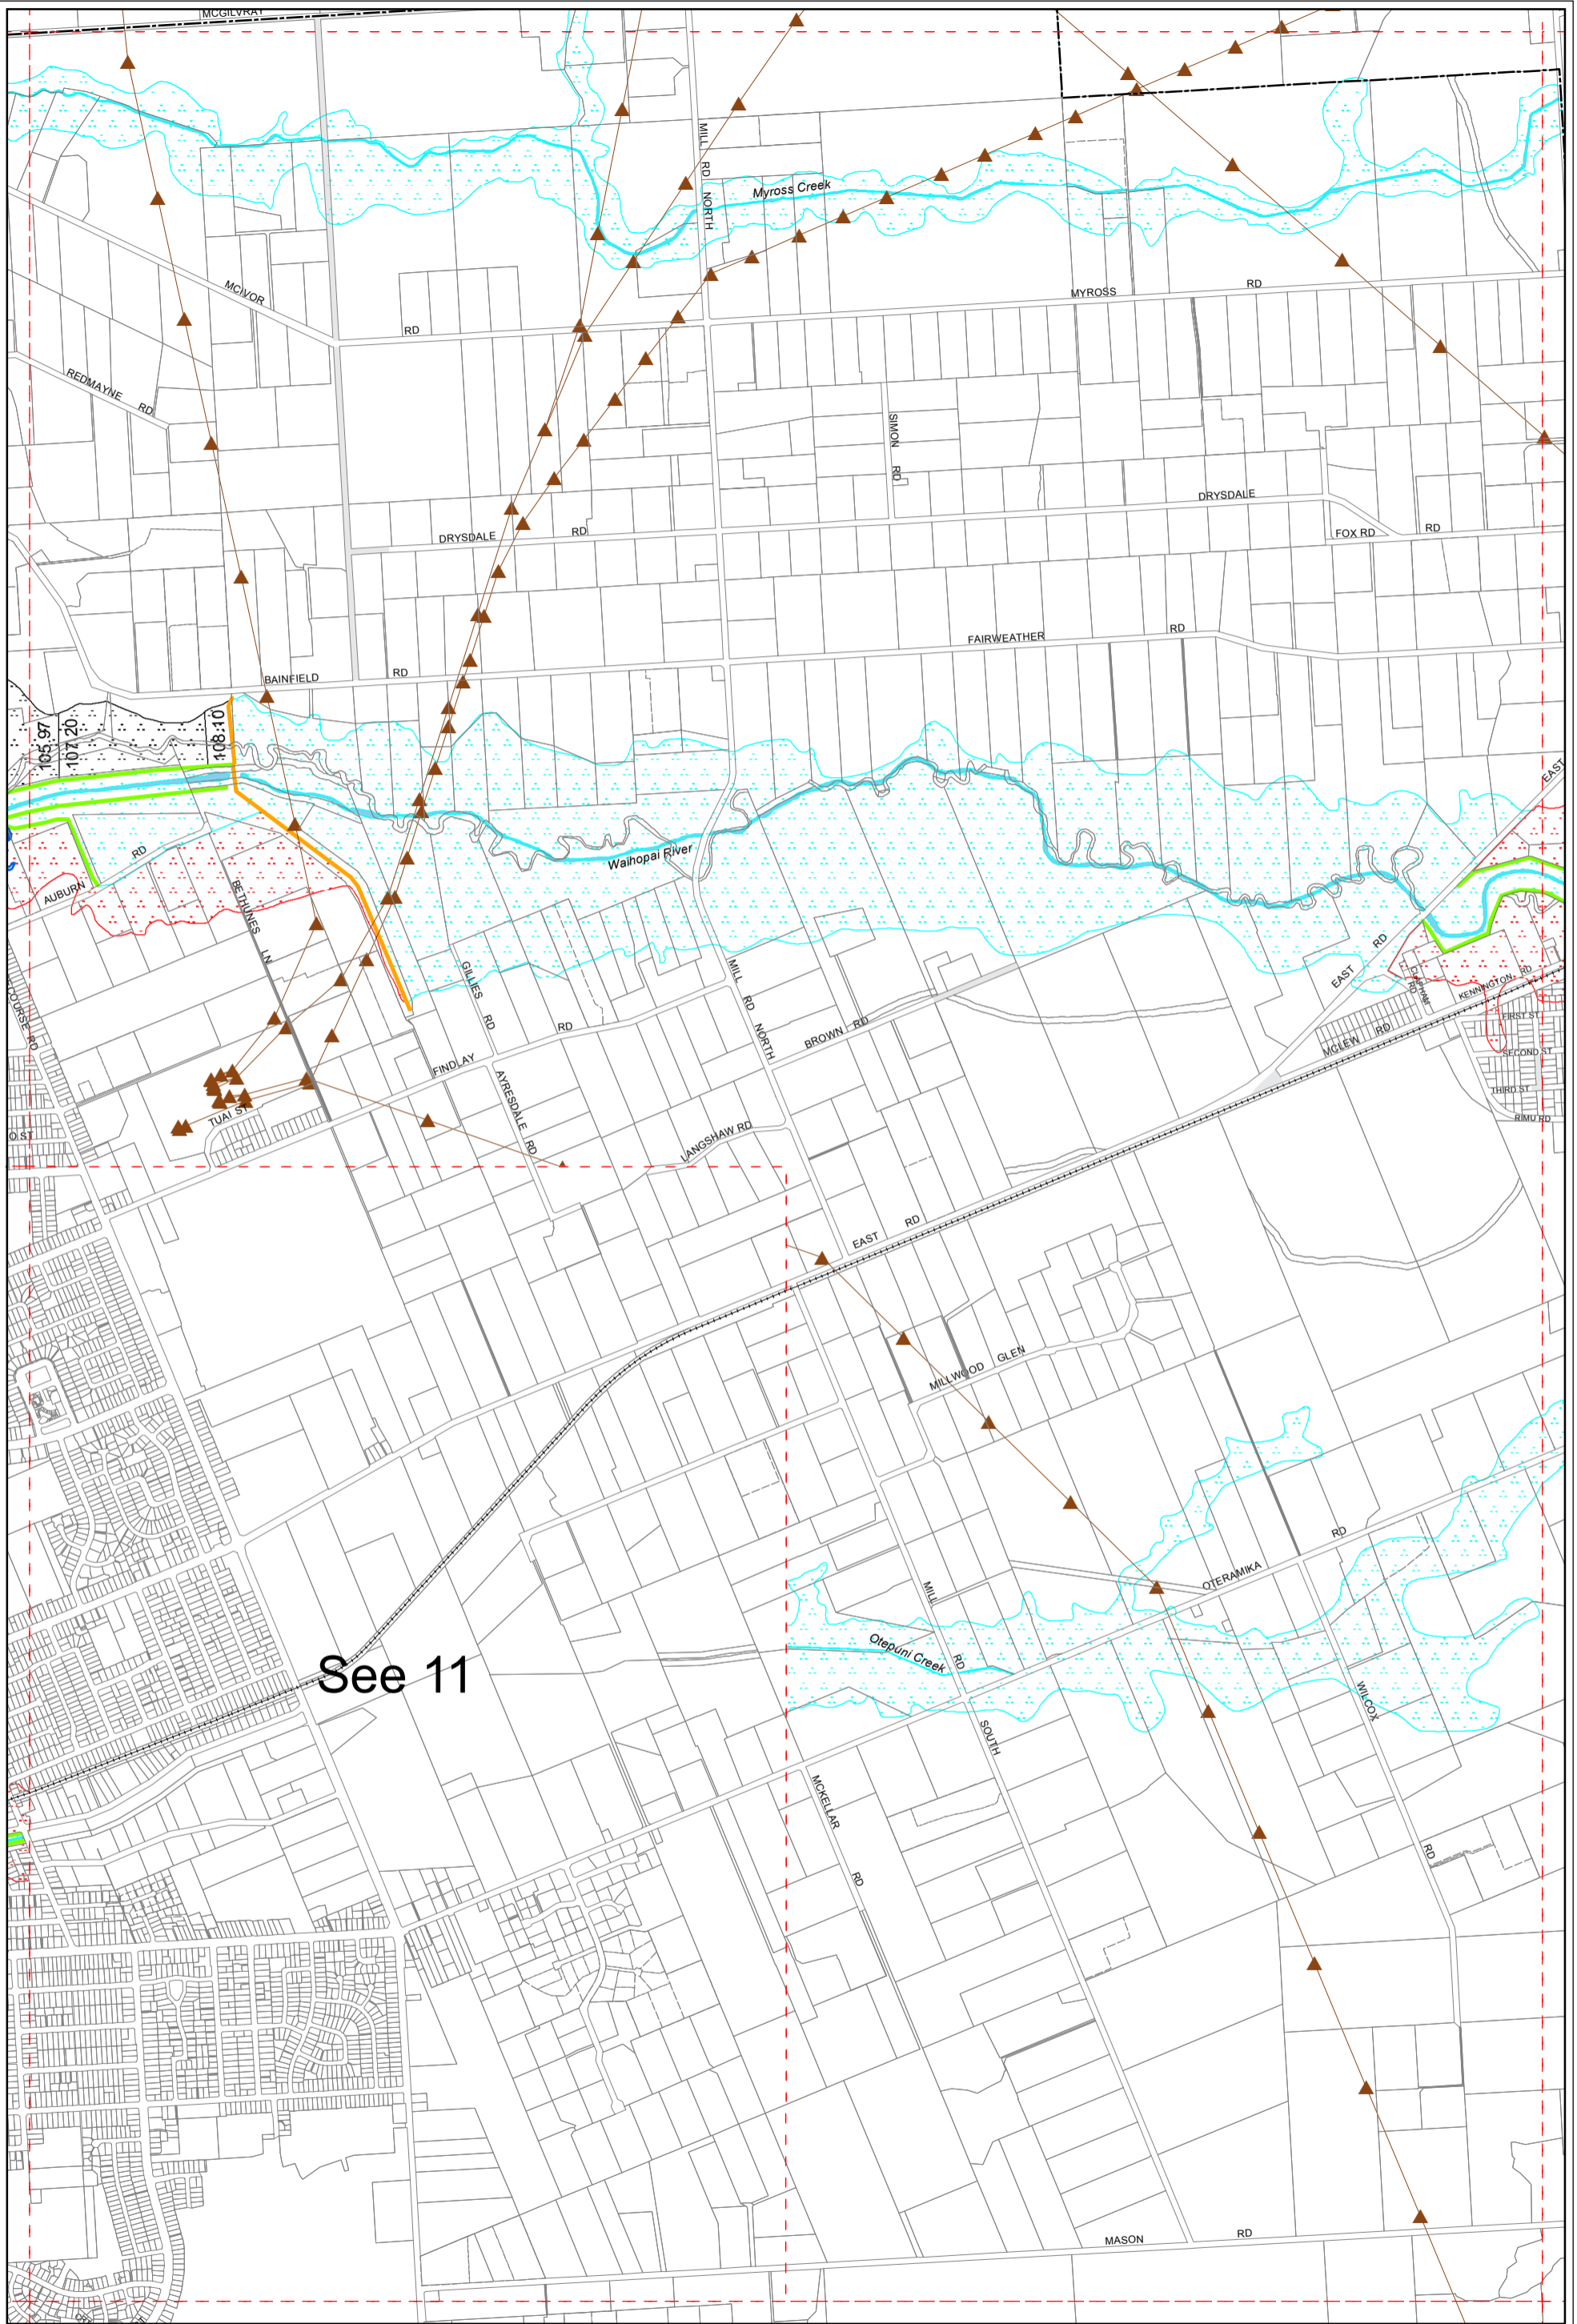 MCGILVRAY
MILL RD NORTH
Myross Creek
MCIVOR
RD
MYROSS RD
REDMAYNE RD
SIMON RD
DRYSDALE RD
DRYSDALE
FOX RD
RD
FAIRWEATHER RD
BAINFIELD RD
105.97
107.20
108.10
EAST
Waihopai River
AUBURN RD
BETHUNES LN
GILLIES RD
MILL RD NORTH
EAST RD
CLAPHAM RD
KENNINGTON RD
FIRST ST
SECOND ST
THIRD ST
RIMU RD
MCLEW RD
COURSE RD
BROWN RD
FINDLAY RD
TUAI ST
O ST
AYRESDALE RD
LANGSHAW RD
EAST RD
MILLWOOD GLEN
OTERAMIKA RD
MILL RD
Otepuni Creek
See 11
SOUTH
WILCOX RD
MCKELLAR RD
MASON RD